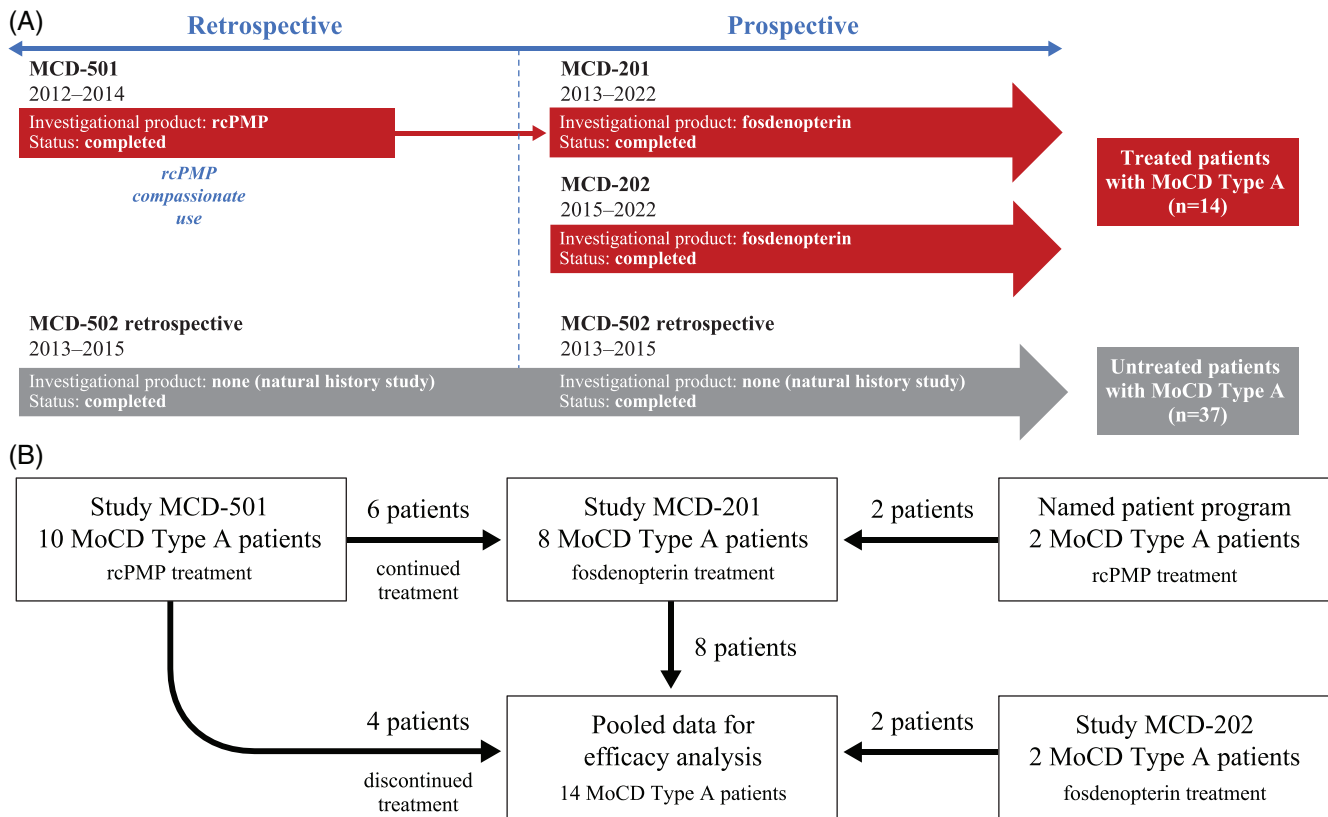 (A)
Retrospective
Prospective
MCD-501
2012–2014
Investigational product: rcPMP
Status: completed
rcPMP
compassionate
use
MCD-201
2013–2022
Investigational product: fosdenopterin
Status: completed
MCD-202
2015–2022
Investigational product: fosdenopterin
Status: completed
Treated patients
with MoCD Type A
(n=14)
MCD-502 retrospective
2013–2015
Investigational product: none (natural history study)
Status: completed
MCD-502 retrospective
2013–2015
Investigational product: none (natural history study)
Status: completed
Untreated patients
with MoCD Type A
(n=37)
(B)
Study MCD-501
10 MoCD Type A patients
rcPMP treatment
6 patients
continued
treatment
Study MCD-201
8 MoCD Type A patients
fosdenopterin treatment
2 patients
Named patient program
2 MoCD Type A patients
rcPMP treatment
8 patients
4 patients
discontinued
treatment
Pooled data for
efficacy analysis
14 MoCD Type A patients
2 patients
Study MCD-202
2 MoCD Type A patients
fosdenopterin treatment